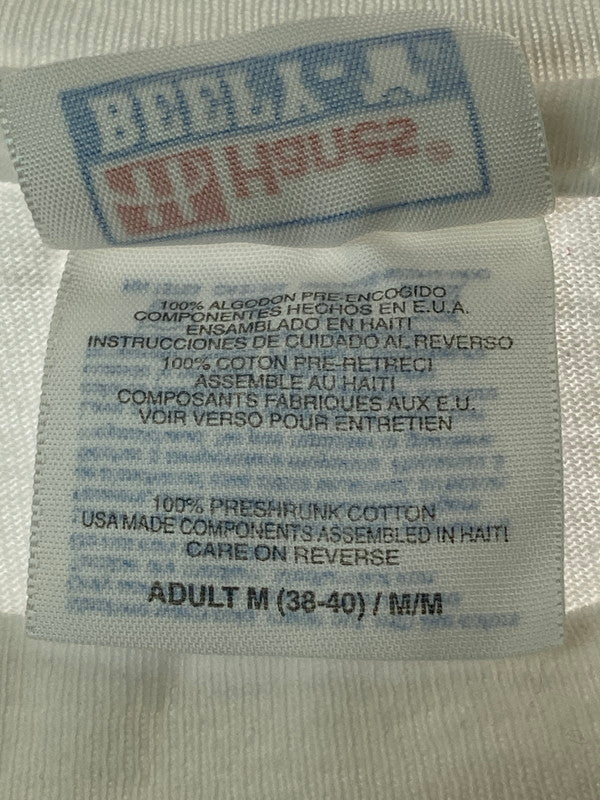 BEEFY-T
Hanes®
100% ALGODON PRE-ENCOGIDO
COMPONENTES HECHOS EN E.U.A.
ENSAMBLADO EN HAITI
INSTRUCCIONES DE CUIDADO AL REVERSO
100% COTON PRE-RETRECI
ASSEMBLE AU HAITI
COMPOSANTS FABRIQUES AUX E.U.
VOIR VERSO POUR ENTRETIEN
100% PRESHRUNK COTTON
USA MADE COMPONENTS ASSEMBLED IN HAITI
CARE ON REVERSE
ADULT M (38-40) / M/M